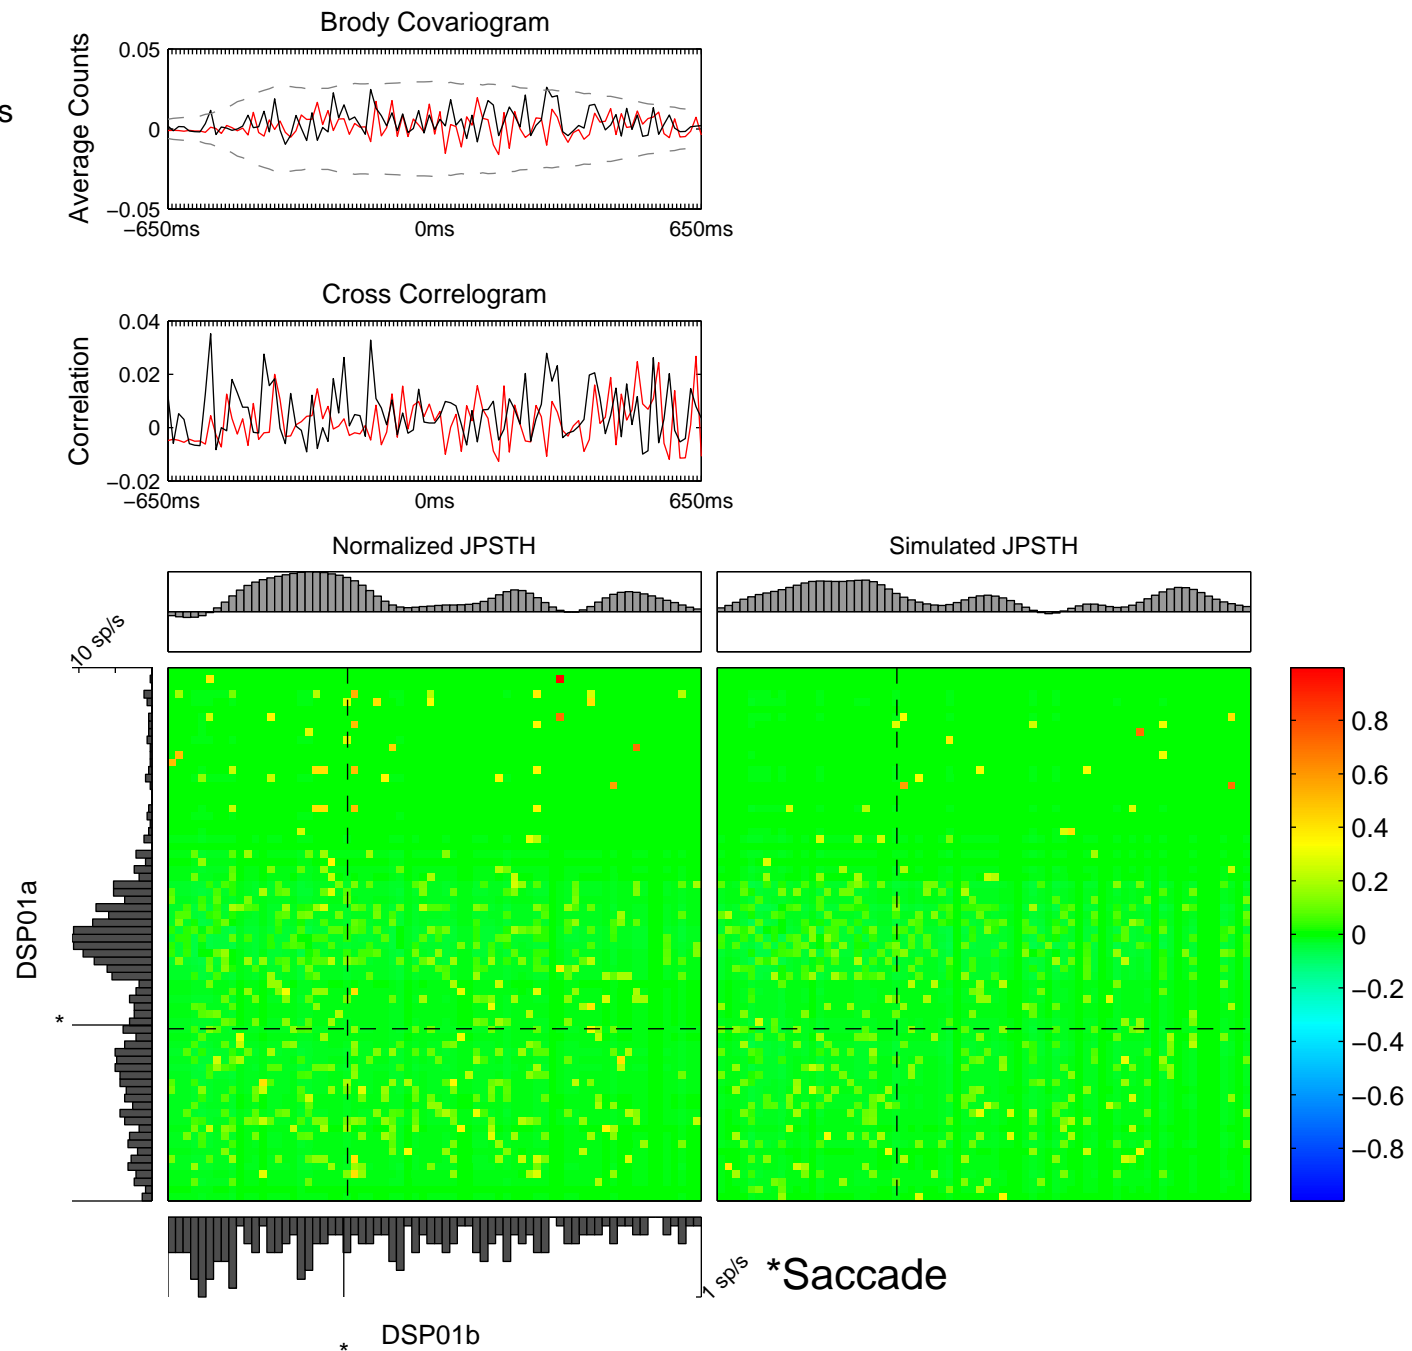 Brody Covariogram
s
Average Counts
0.05
0
−0.05
−650ms
0ms
650ms
Cross Correlogram
Correlation
0.04
0.02
0
−0.02
−650ms
0ms
650ms
Normalized JPSTH
Simulated JPSTH
10 sp/s
DSP01a
*
0.8
0.6
0.4
0.2
0
−0.2
−0.4
−0.6
−0.8
1 sp/s
*Saccade
DSP01b
*